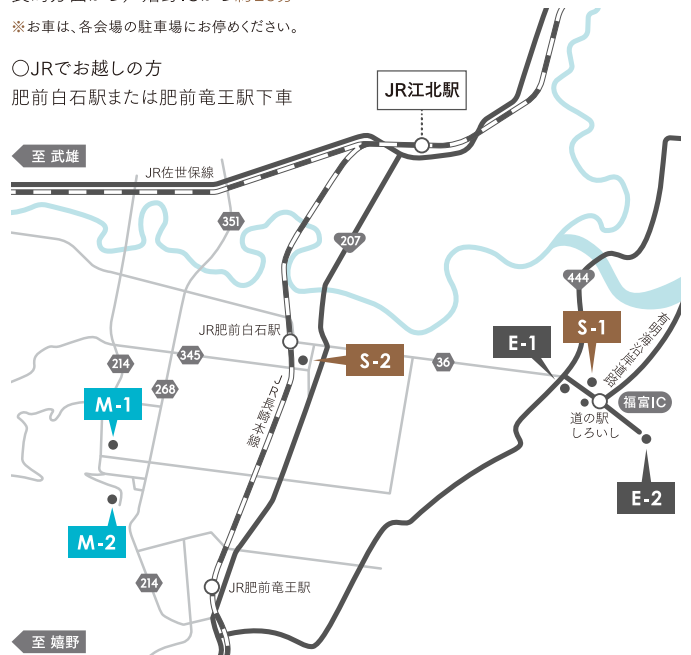 ※お車は、各会場の駐車場にお停めください。
○JRでお越しの方
肥前白石駅または肥前竜王駅下車
JR江北駅
至 武雄
JR佐世保線
351
207
444
有明海沿岸道路
S-1
E-1
JR肥前白石駅
345
S-2
36
214
268
JR長崎本線
M-1
福富IC
道の駅
しろいし
E-2
M-2
214
JR肥前竜王駅
至 嬉野